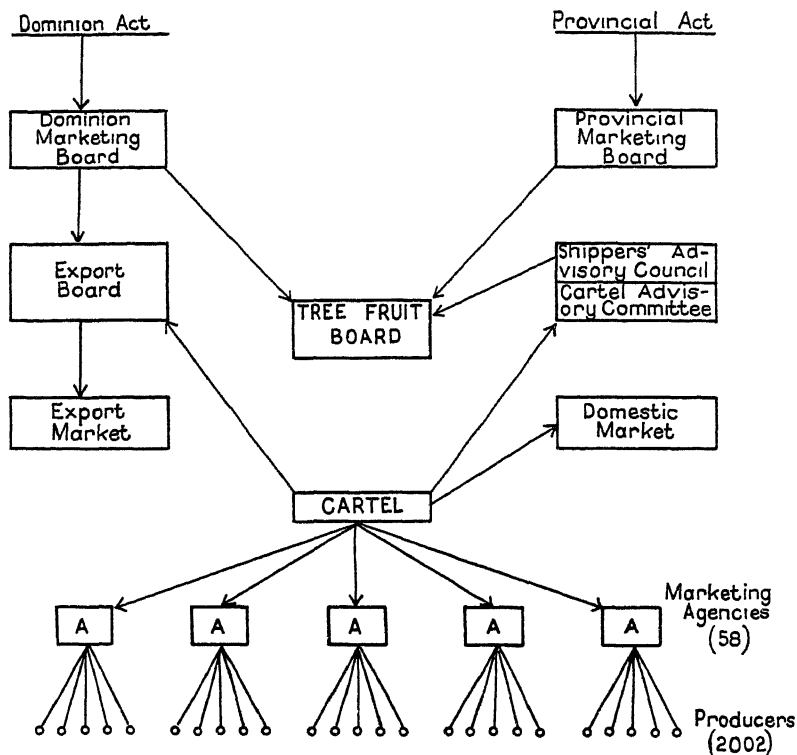 Dominion Act
Provincial Act
Dominion
Marketing
Board
Provincial
Marketing
Board
Export
Board
Shippers' Ad-
visory Council
Cartel Advis-
ory Committee
TREE FRUIT
BOARD
Export
Market
Domestic
Market
CARTEL
Marketing
Agencies
(58)
A
A
A
A
A
Producers
(2002)